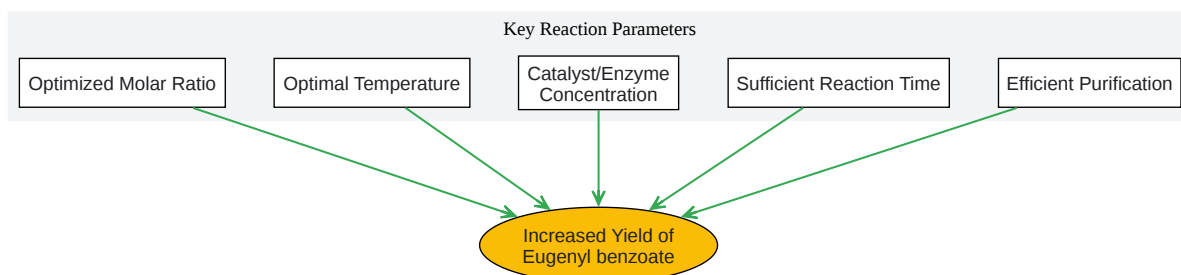 Key Reaction Parameters
Optimized Molar Ratio
Optimal Temperature
Catalyst/Enzyme
Concentration
Sufficient Reaction Time
Efficient Purification
Increased Yield of
Eugenyl benzoate